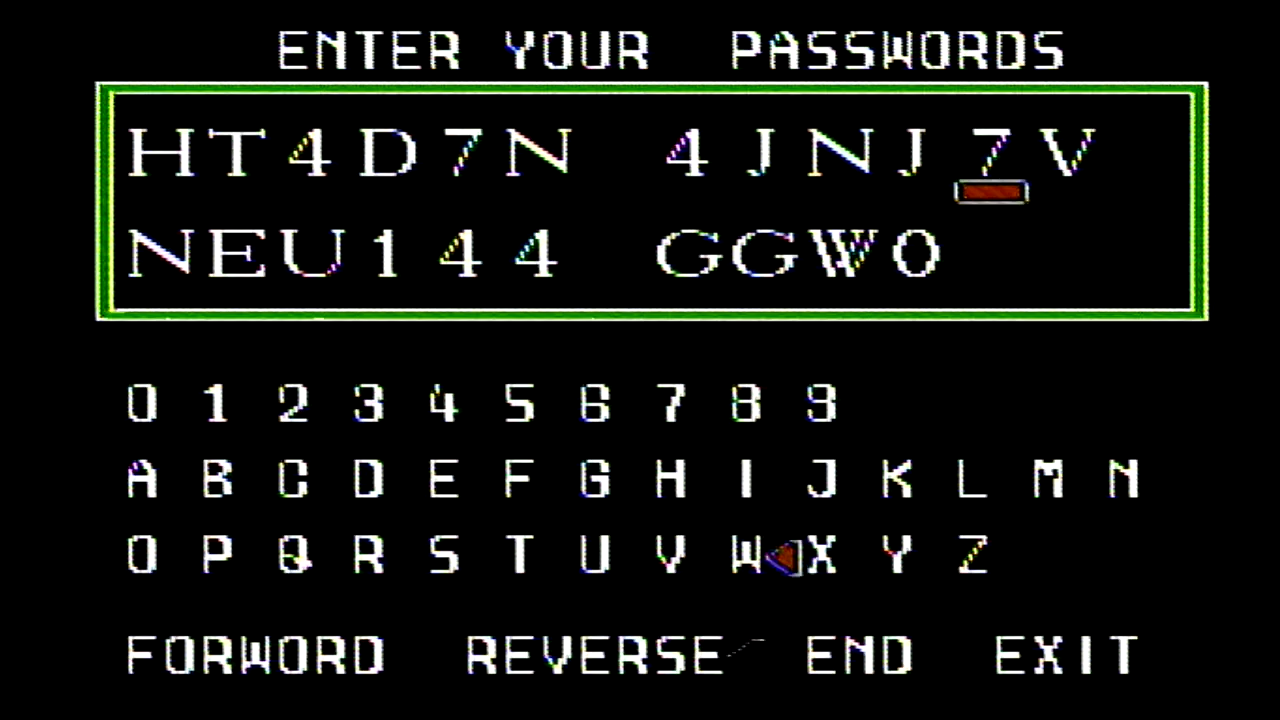 ENTER YOUR PASSWORDS
HT4D7N 4JNJ7V
NEU144 GGW0
0 1 2 3 4 5 6 7 8 9
A B C D E F G H I J K L M N
O P Q R S T U V W X Y Z
FORWORD REVERSE END EXIT